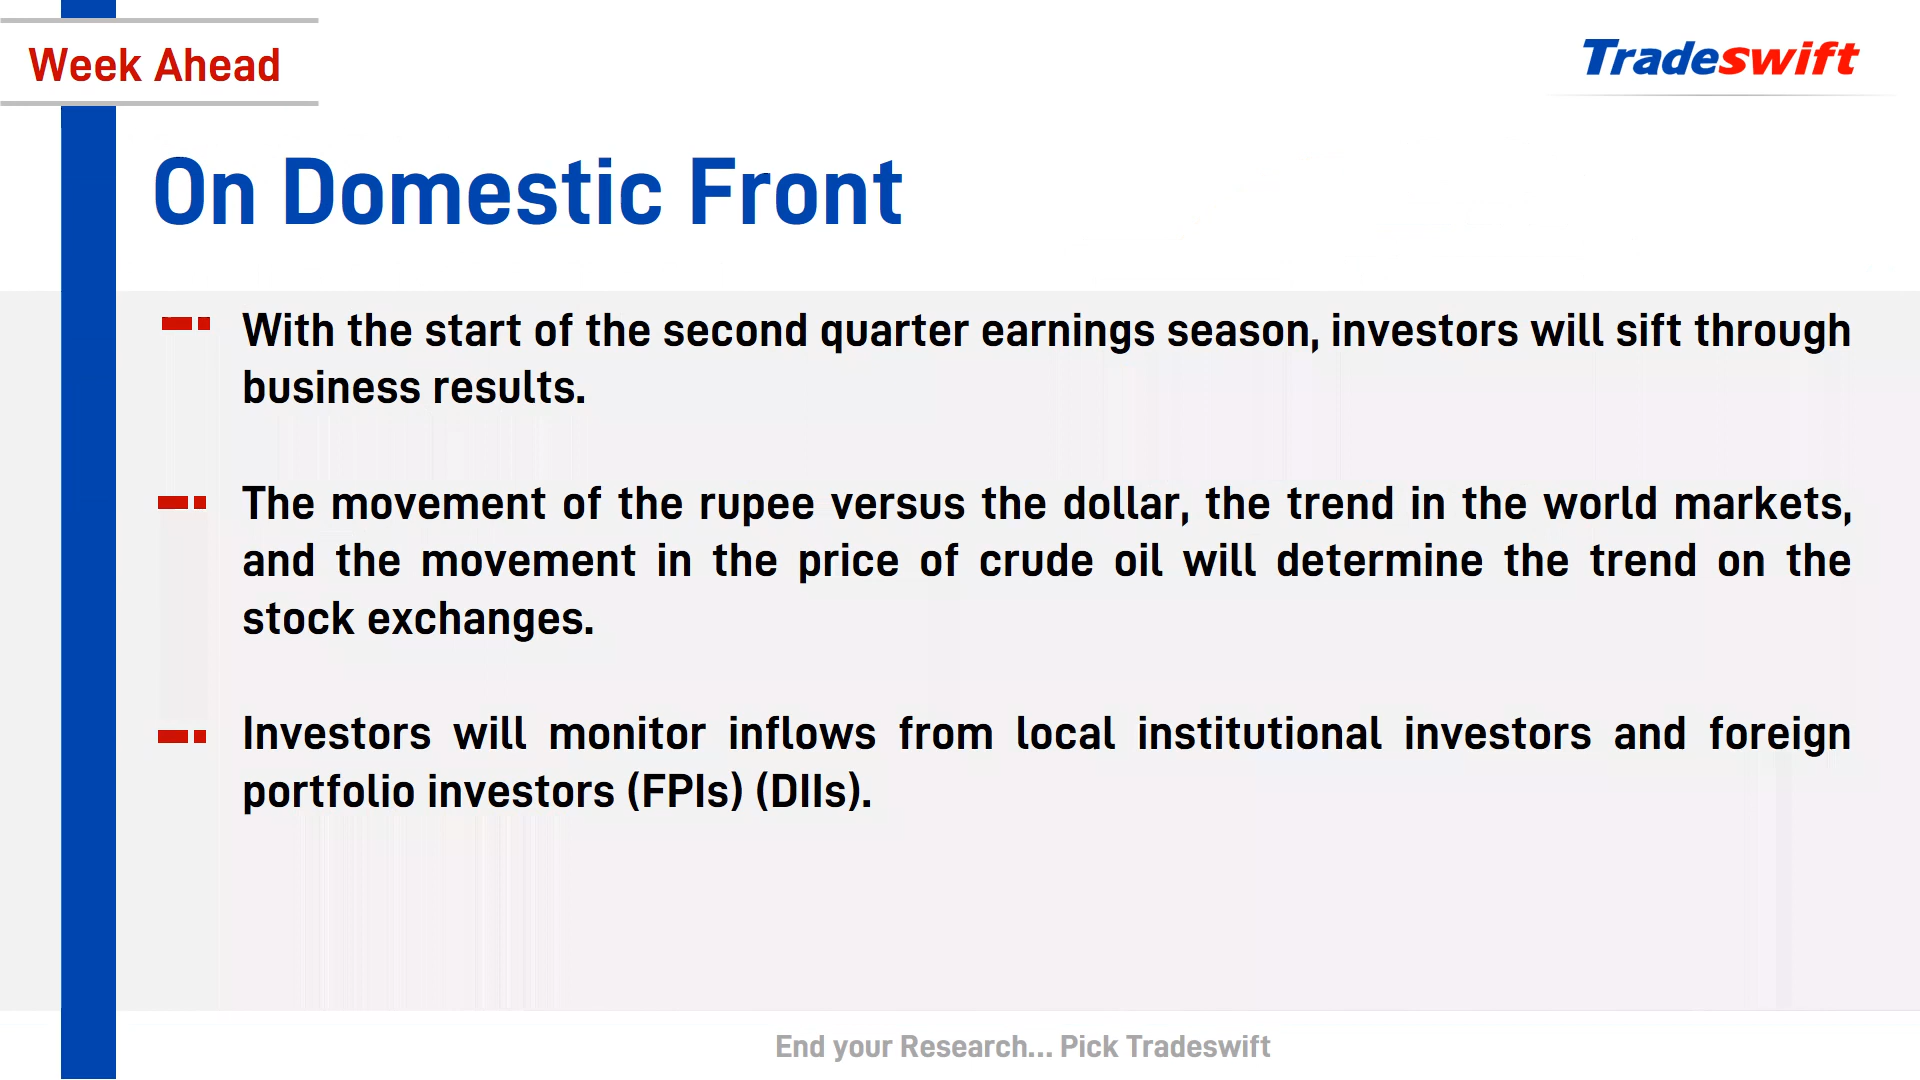 Week Ahead
Tradeswift
On Domestic Front
With the start of the second quarter earnings season, investors will sift through
business results.
The movement of the rupee versus the dollar, the trend in the world markets,
and the movement in the price of crude oil will determine the trend on the
stock exchanges.
Investors will monitor inflows from local institutional investors and foreign
portfolio investors (FPIs) (DIIs).
End your Research... Pick Tradeswift